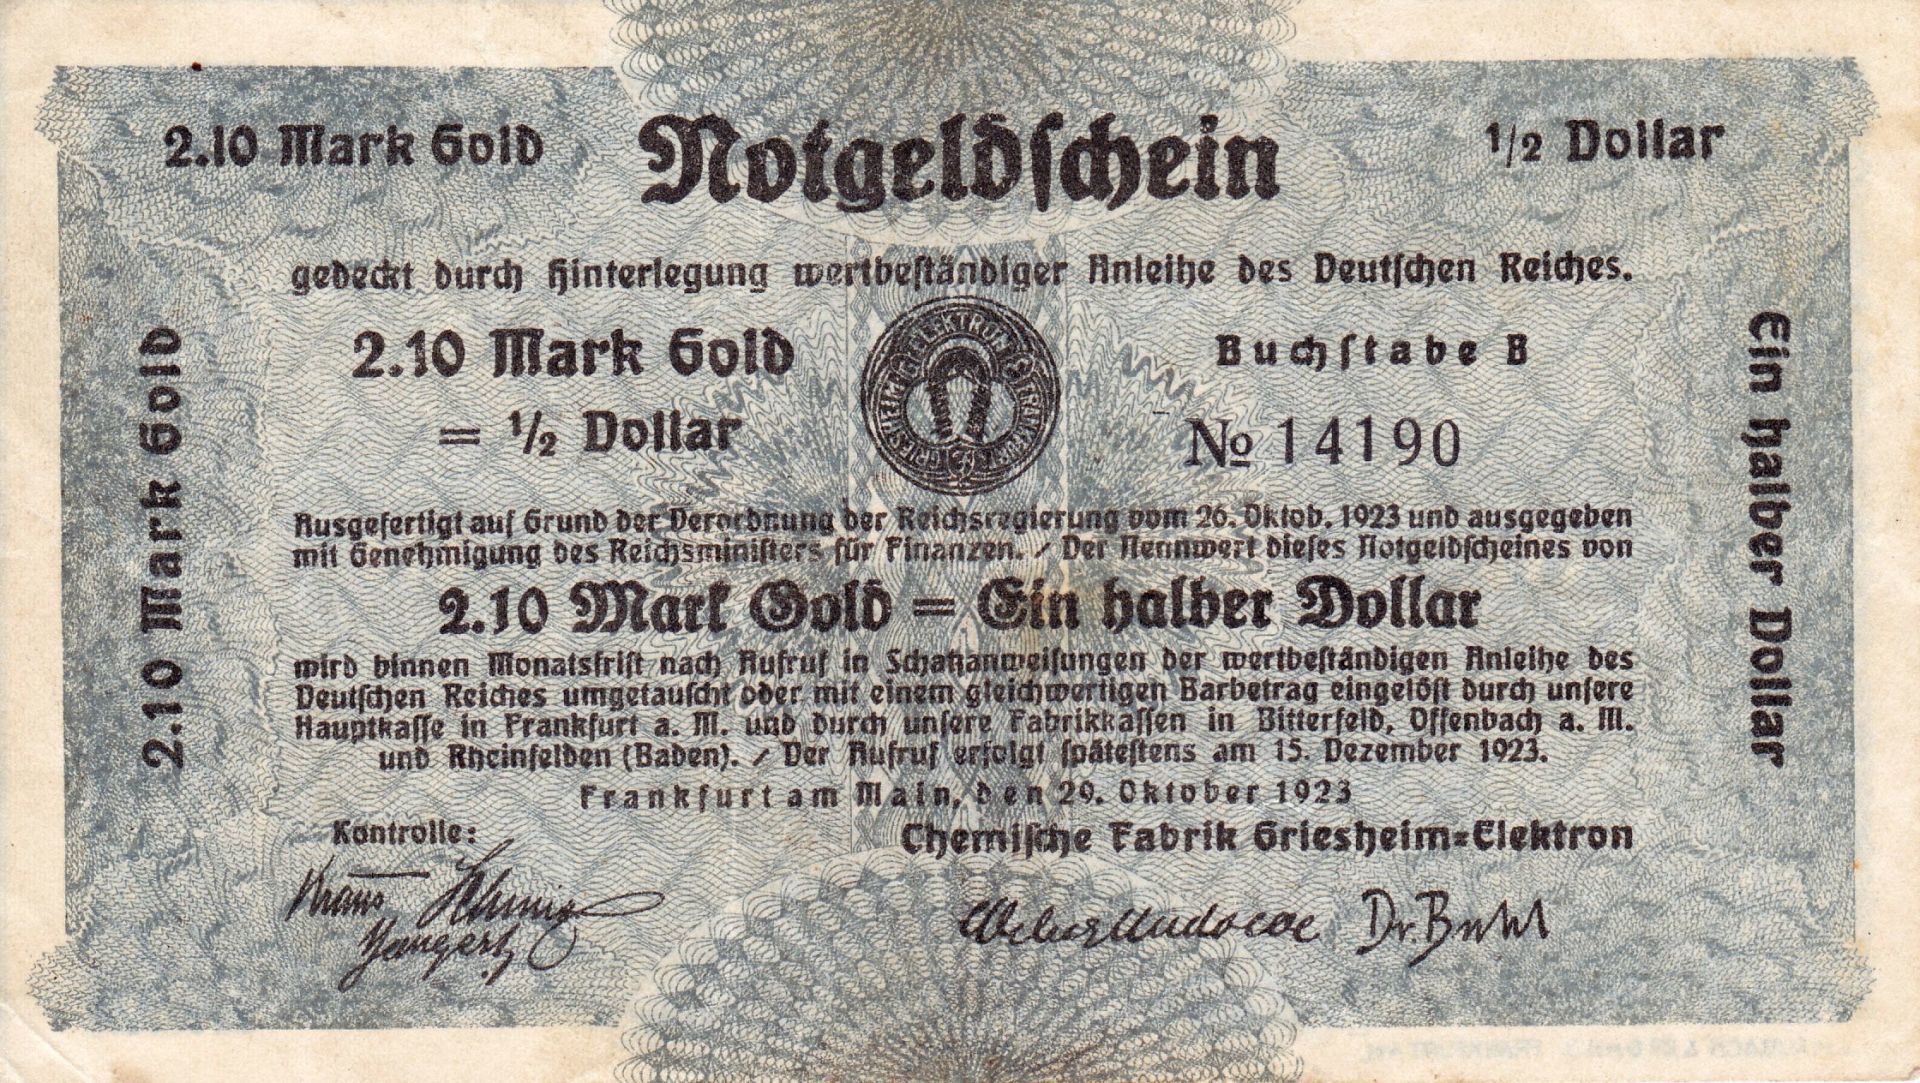 2.10 Mark Gold
Notgeldschein
1/2 Dollar
gedeckt durch Hinterlegung wertbeständiger Anleihe des Deutschen Reiches.
2.10 Mark Gold
= 1/2 Dollar
GRIESHEIM ELEKTRON FRANKFURT
Buchstabe B
№ 14190
Ausgefertigt auf Grund der Verordnung der Reichsregierung vom 26. Oktob. 1923 und ausgegeben
mit Genehmigung des Reichsministers für Finanzen. / Der Nennwert dieses Notgeldscheines von
2.10 Mark Gold = Ein halber Dollar
wird binnen Monatsfrist nach Aufruf in Schatzanweisungen der wertbeständigen Anleihe des
Deutschen Reiches umgetauscht oder mit einem gleichwertigen Barbetrag eingelöst durch unsere
Hauptkasse in Frankfurt a. M. und durch unsere Fabrikkassen in Bitterfeld, Offenbach a. M.
und Rheinfelden (Baden). / Der Aufruf erfolgt spätestens am 15. Dezember 1923.
Frankfurt am Main, den 29. Oktober 1923
Kontrolle:
Chemische Fabrik Griesheim=Elektron
Dr. Buhl
2.10 Mark Gold
Ein halber Dollar